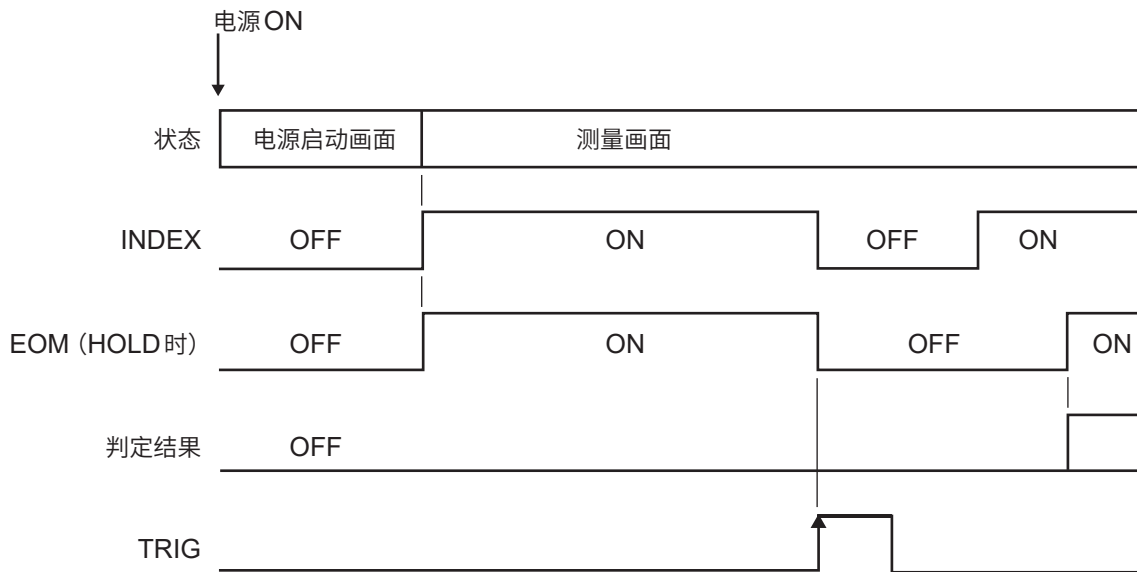 电源ON
状态 电源启动画面 测量画面
INDEX OFF ON OFF ON
EOM（HOLD时） OFF ON OFF ON
判定结果 OFF
TRIG